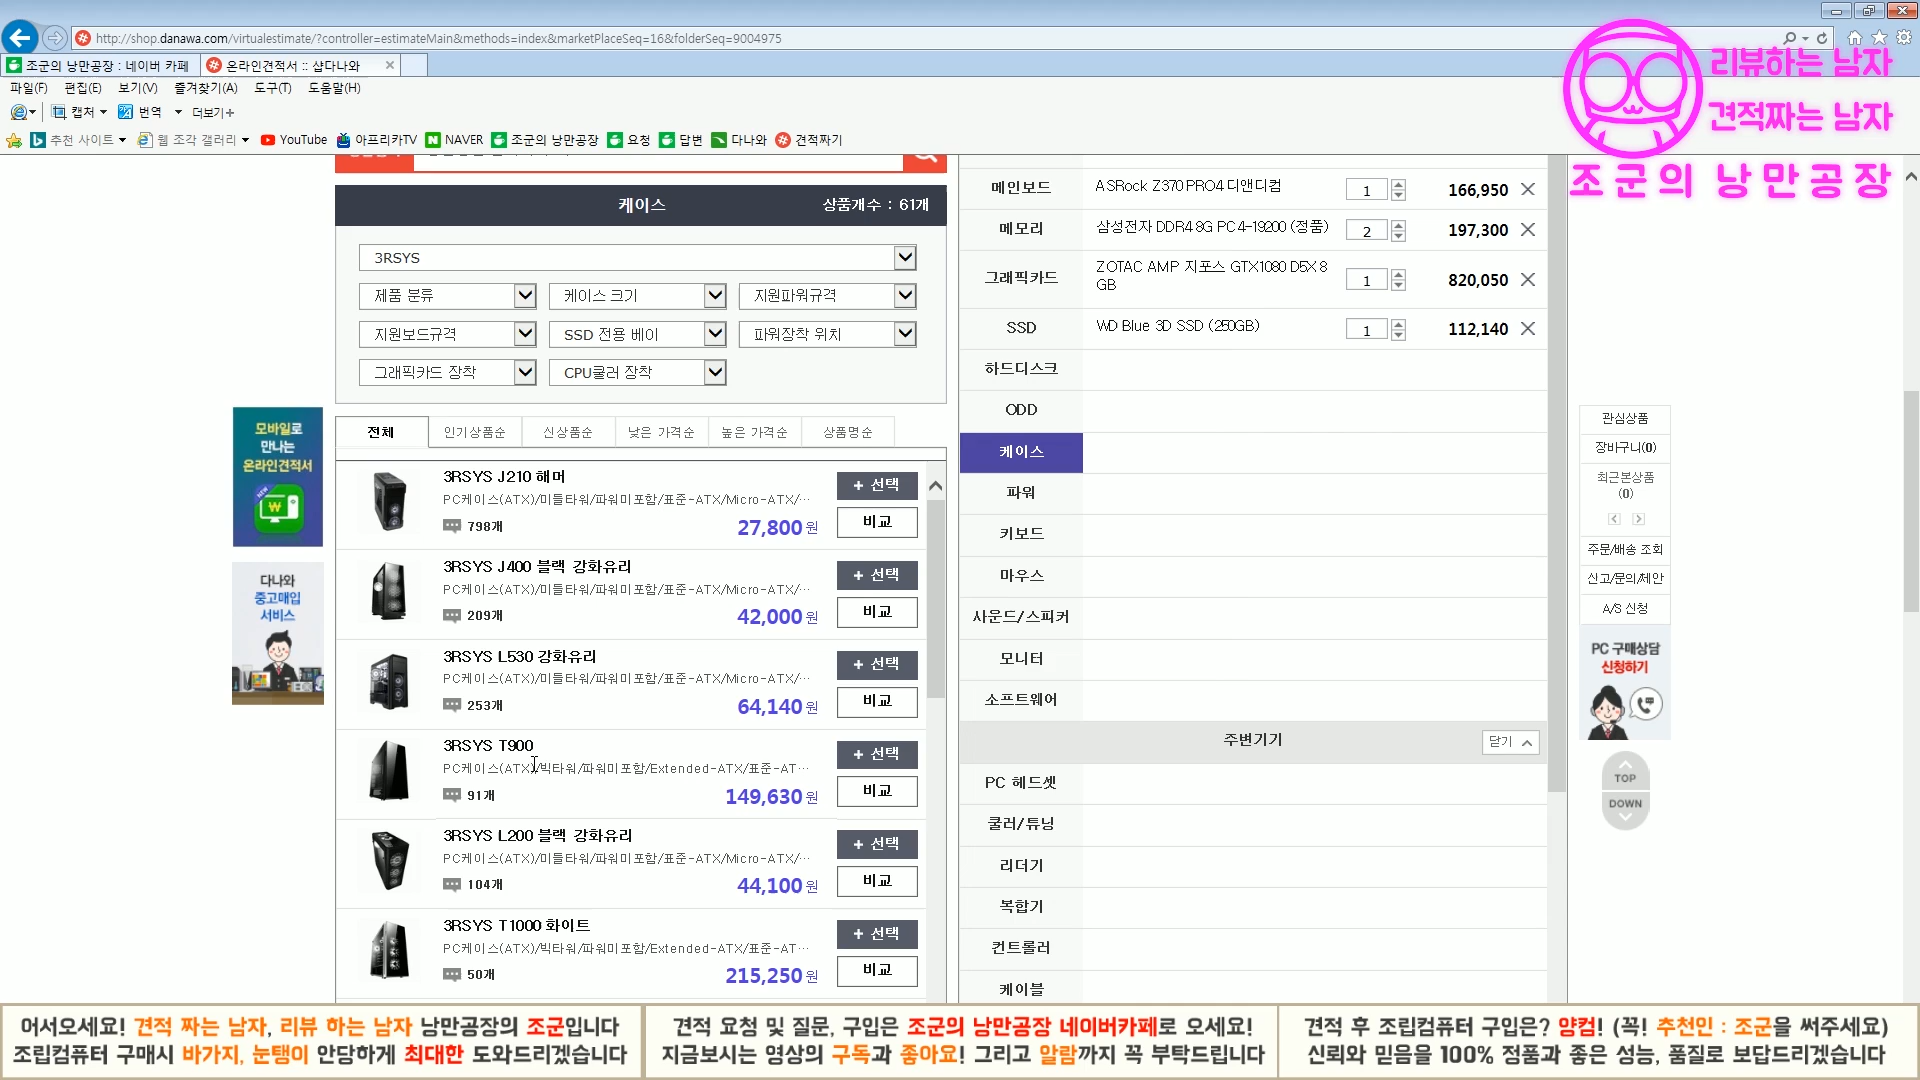 http://shop.danawa.com/virtualestimate/?controller=estimateMain&methods=index&marketPlaceSeq=16&folderSeq=9004975
조군의 낭만공장 : 네이버 카페
온라인견적서 :: 샵다나와
파일(F) 편집(E) 보기(V) 즐겨찾기(A) 도구(T) 도움말(H)
캡처 번역 더보기+
추천 사이트 웹 조각 갤러리 YouTube 아프리카TV NAVER 조군의 낭만공장 요청 답변 다나와 견적짜기
리뷰하는 남자
견적짜는 남자
조군의 낭만공장
케이스 상품개수 : 61개
3RSYS
제품 분류 케이스 크기 지원파워규격
지원보드규격 SSD 전용 베이 파워장착 위치
그래픽카드 장착 CPU쿨러 장착
전체 인기상품순 신상품순 낮은 가격순 높은 가격순 상품명순
3RSYS J210 해머
PC케이스(ATX)/미들타워/파워미포함/표준-ATX/Micro-ATX/···
798개 27,800원
+ 선택
비교
3RSYS J400 블랙 강화유리
PC케이스(ATX)/미들타워/파워미포함/표준-ATX/Micro-ATX/···
209개 42,000원
+ 선택
비교
3RSYS L530 강화유리
PC케이스(ATX)/미들타워/파워미포함/표준-ATX/Micro-ATX/···
253개 64,140원
+ 선택
비교
3RSYS T900
PC케이스(ATX)/빅타워/파워미포함/Extended-ATX/표준-AT···
91개 149,630원
+ 선택
비교
3RSYS L200 블랙 강화유리
PC케이스(ATX)/미들타워/파워미포함/표준-ATX/Micro-ATX/···
104개 44,100원
+ 선택
비교
3RSYS T1000 화이트
PC케이스(ATX)/빅타워/파워미포함/Extended-ATX/표준-AT···
50개 215,250원
+ 선택
비교
모바일로
만나는
온라인견적서
NEW
W
다나와
중고매입
서비스
메인보드 ASRock Z370 PRO4 디앤디컴 1 166,950
메모리 삼성전자 DDR4 8G PC4-19200 (정품) 2 197,300
그래픽카드 ZOTAC AMP 지포스 GTX1080 D5X 8
GB 1 820,050
SSD WD Blue 3D SSD (250GB) 1 112,140
하드디스크
ODD
케이스
파워
키보드
마우스
사운드/스피커
모니터
소프트웨어
주변기기 닫기
PC 헤드셋
쿨러/튜닝
리더기
복합기
컨트롤러
케이블
관심상품
장바구니(0)
최근본상품
(0)
주문/배송 조회
신고/문의/제안
A/S 신청
PC 구매상담
신청하기
TOP
DOWN
어서오세요! 견적 짜는 남자, 리뷰 하는 남자 낭만공장의 조군입니다
조립컴퓨터 구매시 바가지, 눈탱이 안당하게 최대한 도와드리겠습니다
견적 요청 및 질문, 구입은 조군의 낭만공장 네이버카페로 오세요!
지금보시는 영상의 구독과 좋아요! 그리고 알람까지 꼭 부탁드립니다
견적 후 조립컴퓨터 구입은? 양컴! (꼭! 추천인 : 조군을 써주세요)
신뢰와 믿음을 100% 정품과 좋은 성능, 품질로 보답드리겠습니다